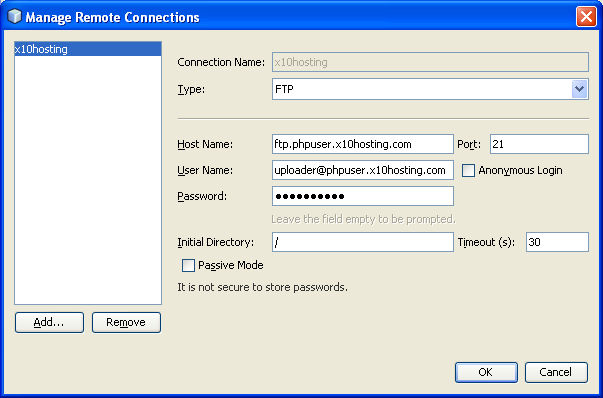 Manage Remote Connections
x10hosting
Connection Name: x10hosting
Type: FTP
Host Name: ftp.phpuser.x10hosting.com Port: 21
User Name: uploader@phpuser.x10hosting.com Anonymous Login
Password: ●●●●●●●●●●
Leave the field empty to be prompted.
Initial Directory: / Timeout (s): 30
Passive Mode
It is not secure to store passwords.
Add... Remove
OK Cancel